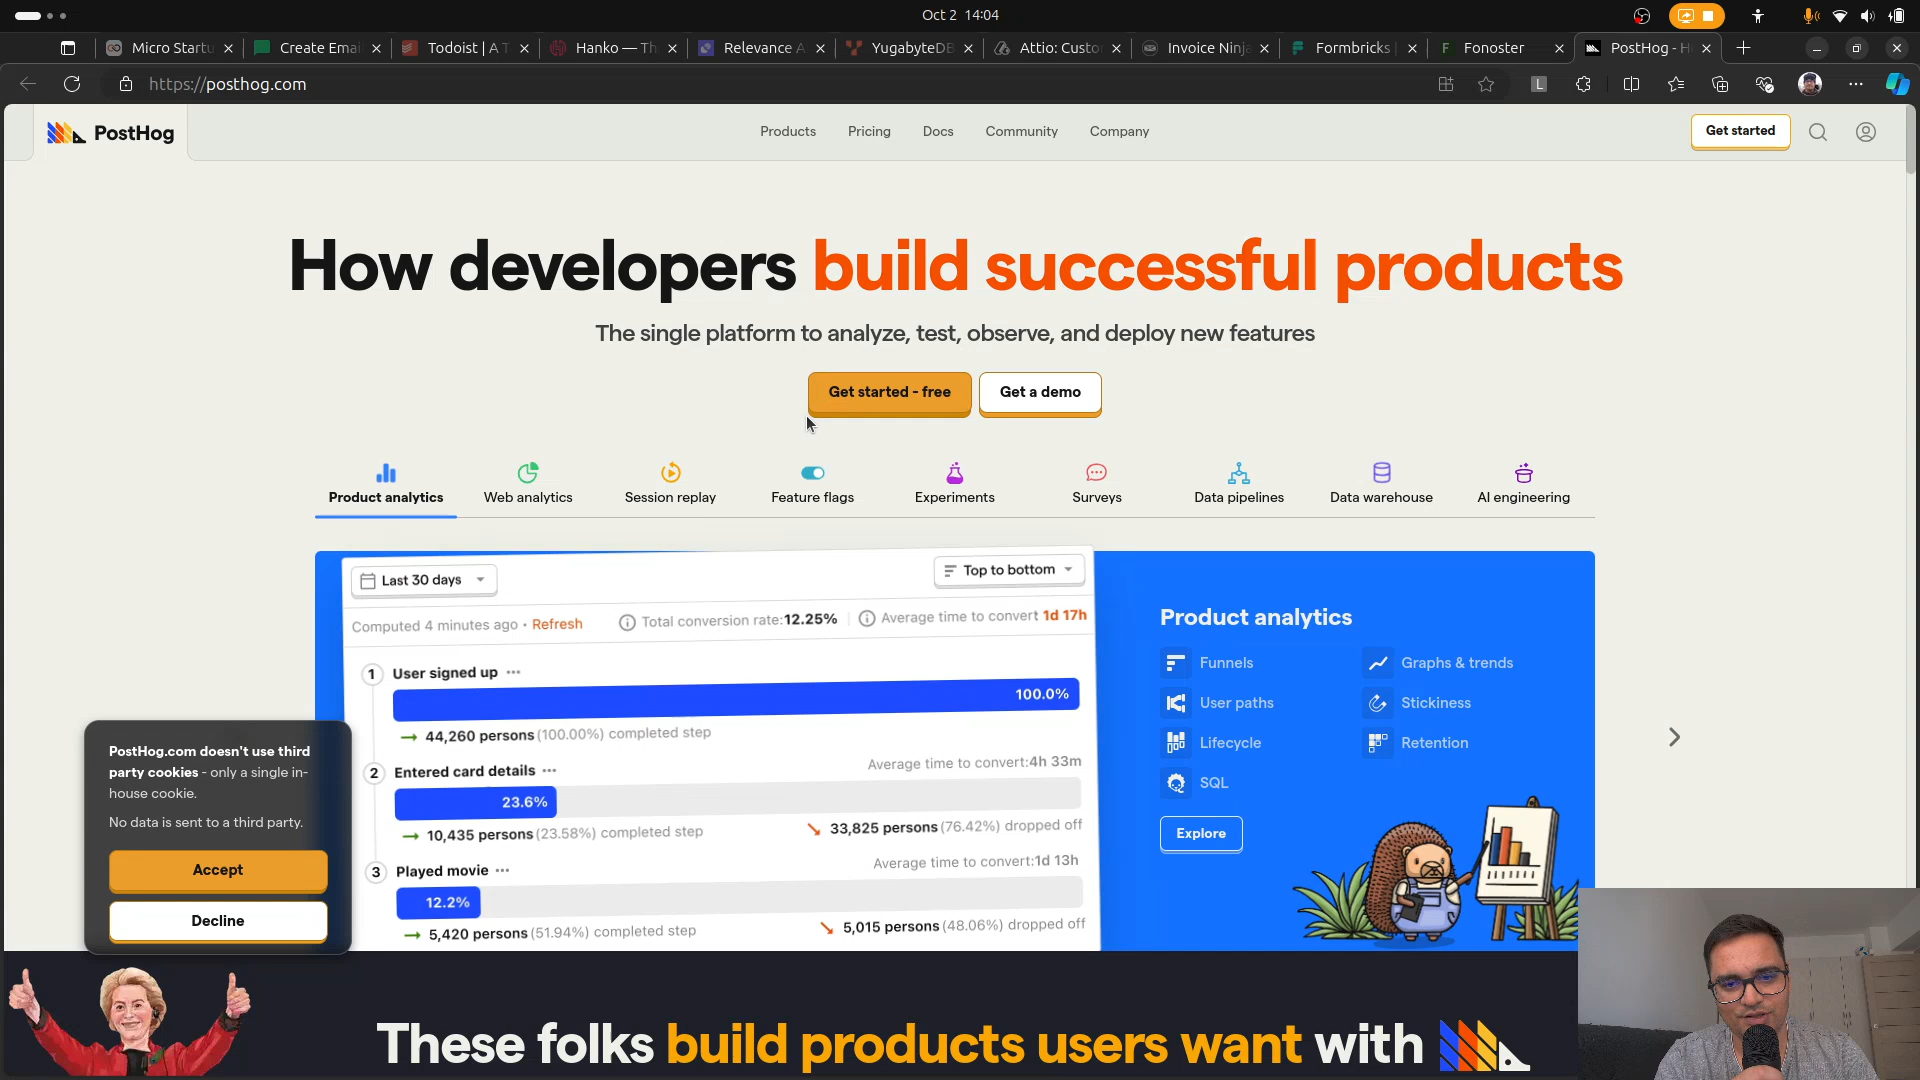 Oct 2 14:04
Micro Startu
Create Emai
Todoist | A T
Hanko — Th
Relevance A
YugabyteDB
Attio: Custo
Invoice Ninja
Formbricks |
Fonoster
PostHog - H
https://posthog.com
L
PostHog
Products
Pricing
Docs
Community
Company
Get started
How developers build successful products
The single platform to analyze, test, observe, and deploy new features
Get started - free
Get a demo
Product analytics
Web analytics
Session replay
Feature flags
Experiments
Surveys
Data pipelines
Data warehouse
AI engineering
Last 30 days
Top to bottom
Computed 4 minutes ago • Refresh
Total conversion rate:12.25%
Average time to convert 1d 17h
1 User signed up
100.0%
44,260 persons (100.00%) completed step
2 Entered card details
Average time to convert:4h 33m
23.6%
10,435 persons (23.58%) completed step
33,825 persons (76.42%) dropped off
3 Played movie
Average time to convert:1d 13h
12.2%
5,420 persons (51.94%) completed step
5,015 persons (48.06%) dropped off
Product analytics
Funnels
Graphs & trends
User paths
Stickiness
Lifecycle
Retention
SQL
Explore
PostHog.com doesn't use third
party cookies - only a single in-
house cookie.
No data is sent to a third party.
Accept
Decline
These folks build products users want with